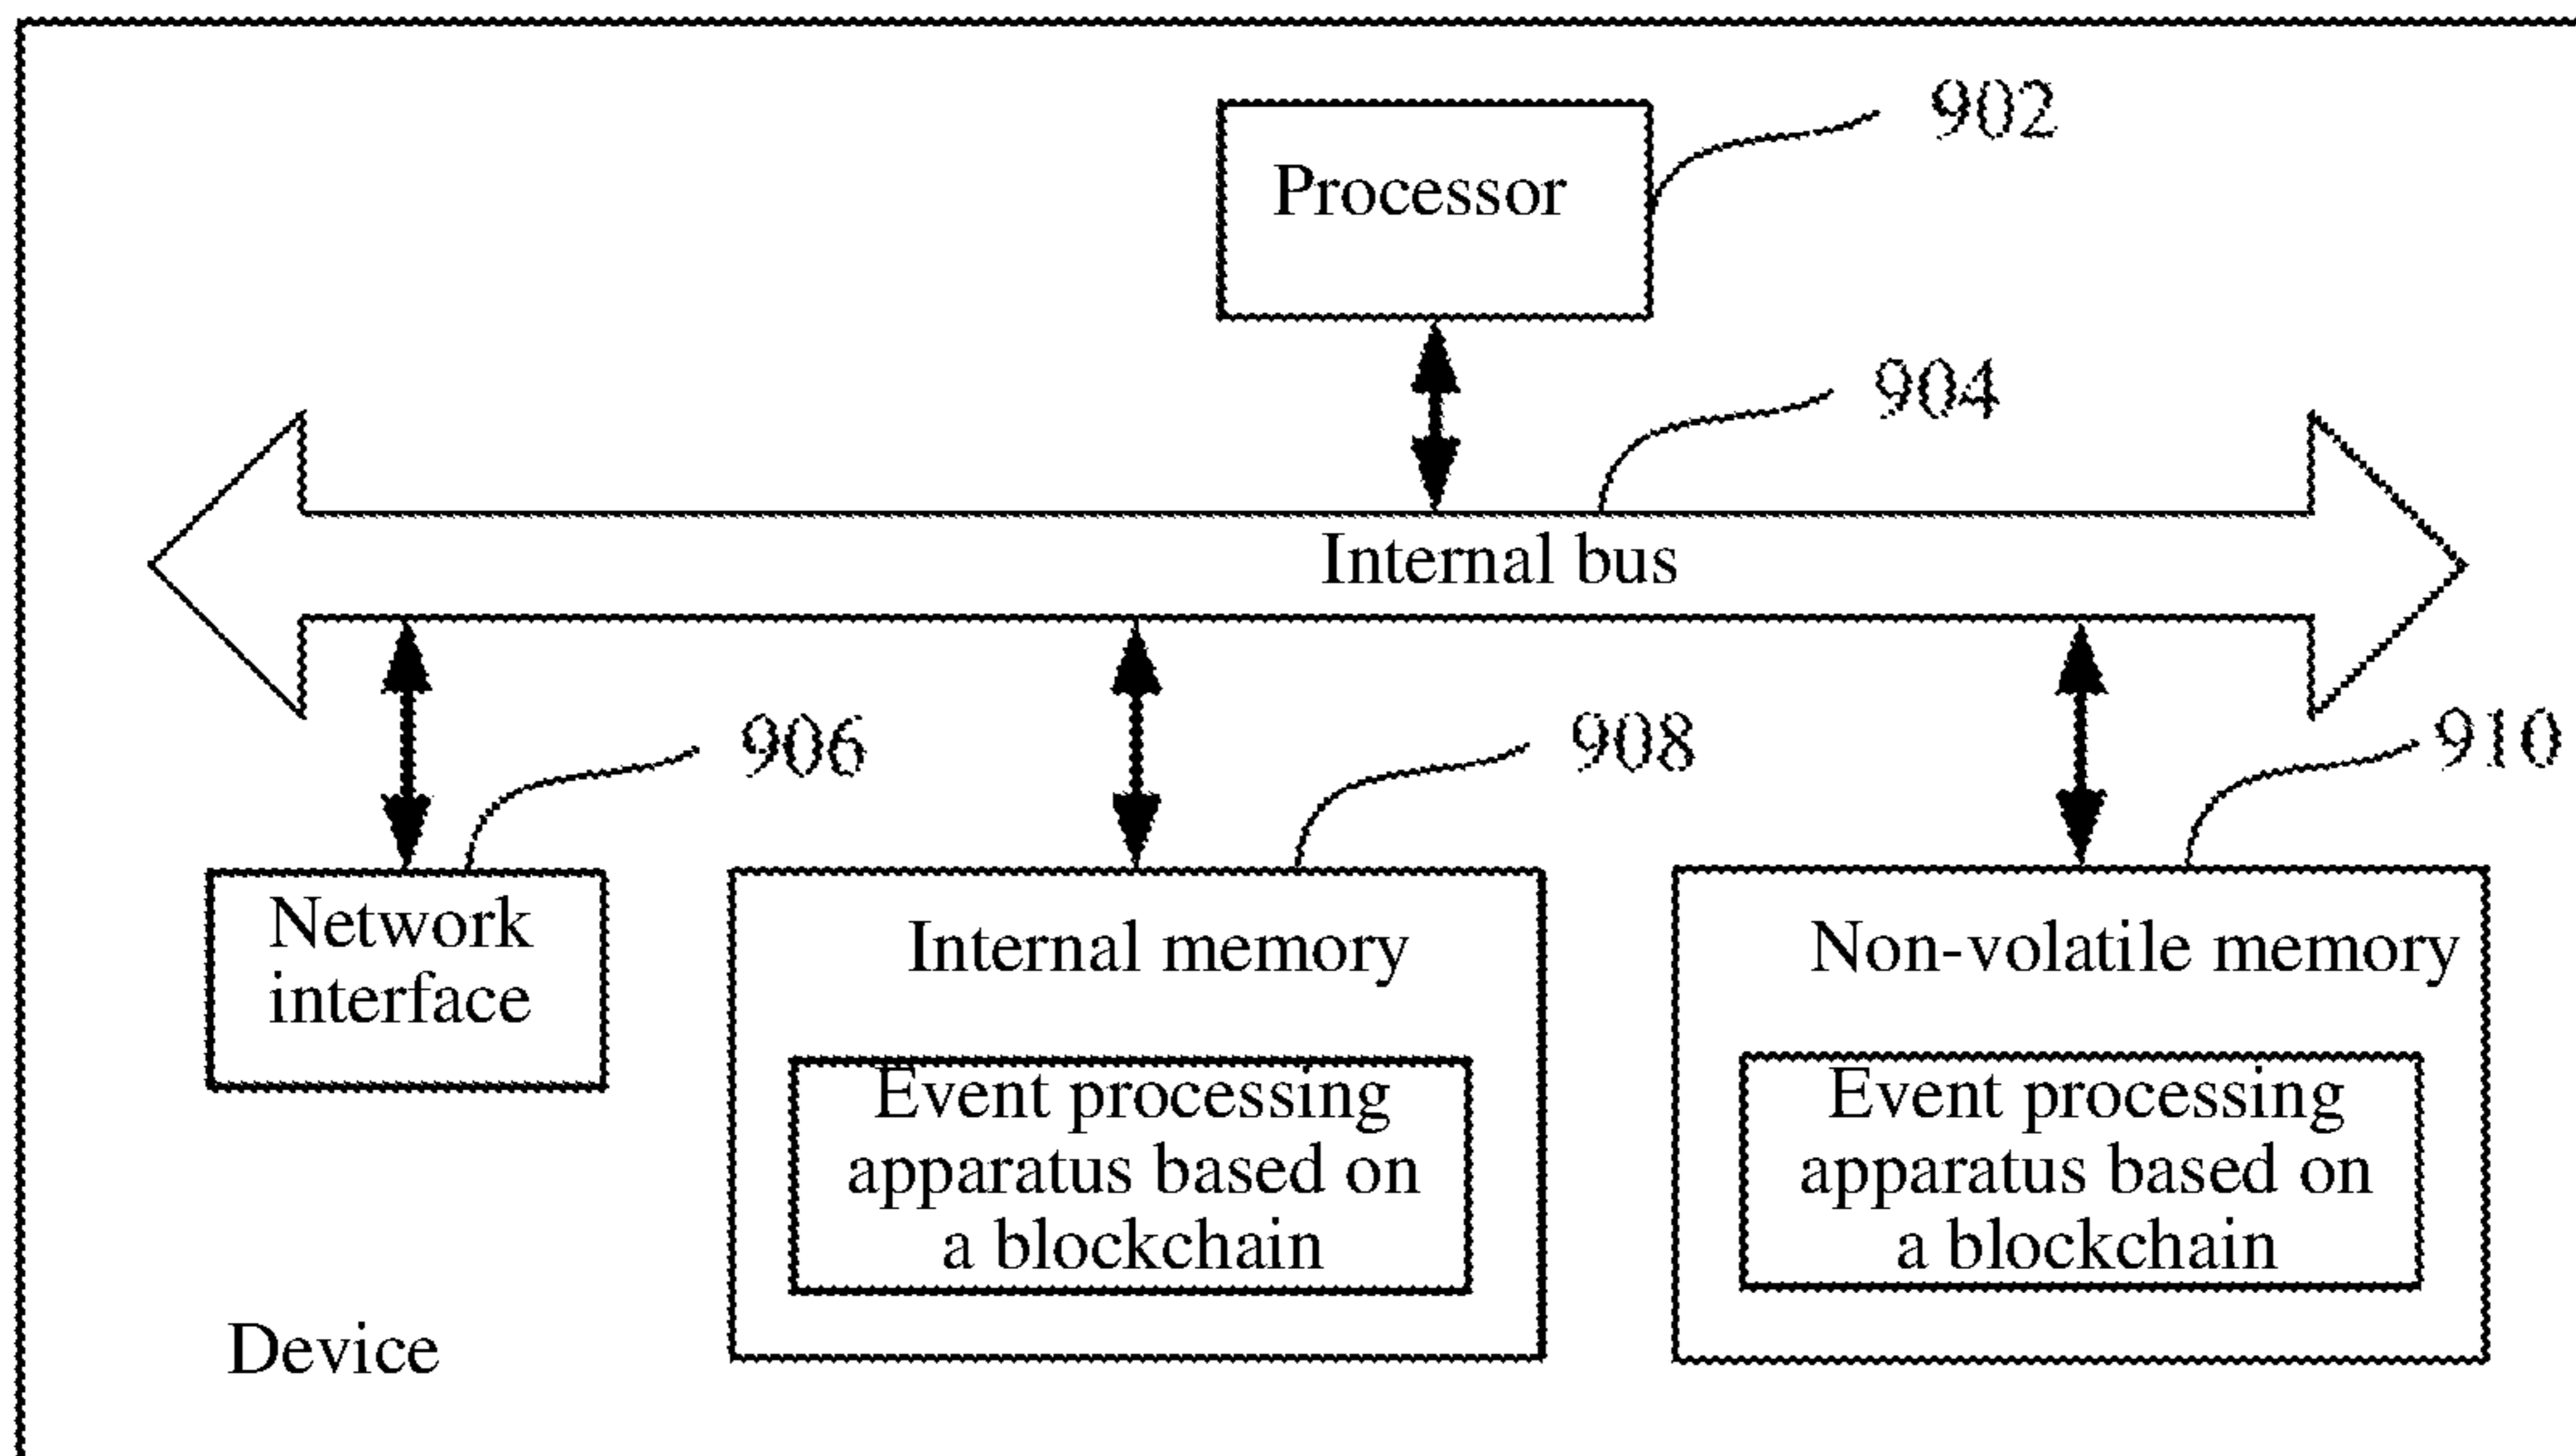 902
Processor
904
Internal bus
906
908
910
Network
interface
Internal memory
Non-volatile memory
Event processing
apparatus based on
a blockchain
Event processing
apparatus based on
a blockchain
Device